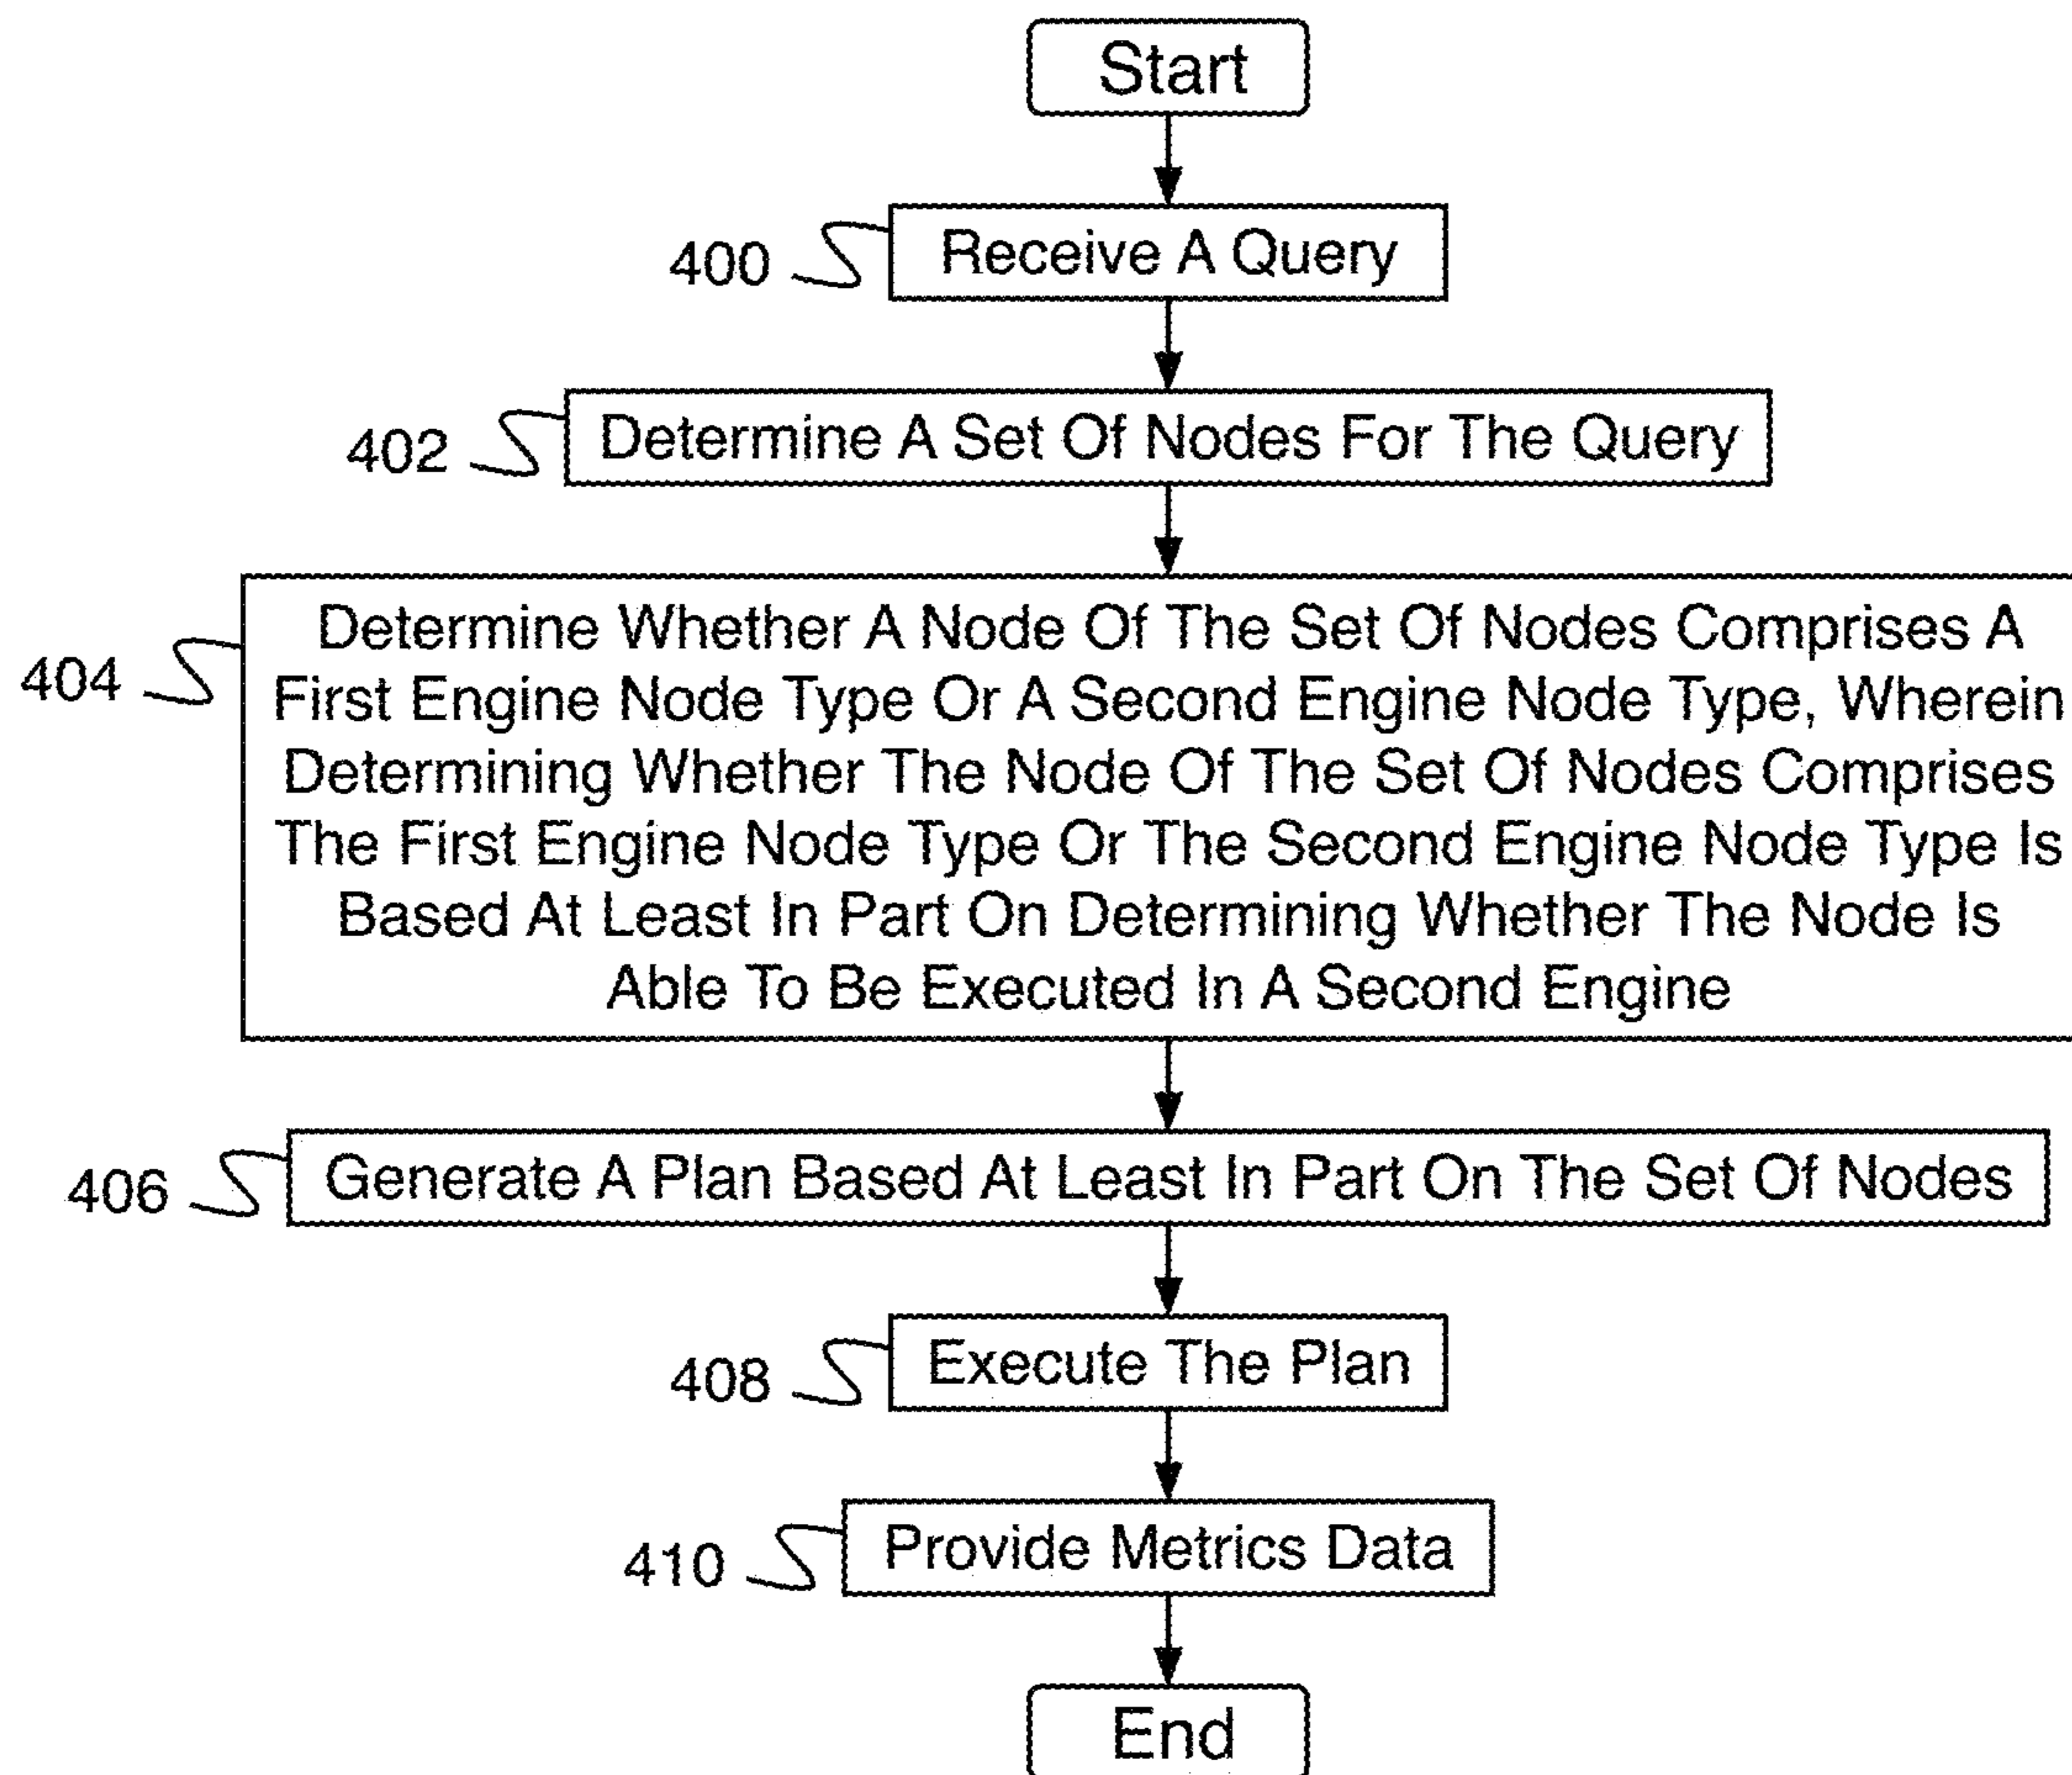 Start
400
Receive A Query
402
Determine A Set Of Nodes For The Query
404
Determine Whether A Node Of The Set Of Nodes Comprises A
First Engine Node Type Or A Second Engine Node Type, Wherein
Determining Whether The Node Of The Set Of Nodes Comprises
The First Engine Node Type Or The Second Engine Node Type Is
Based At Least In Part On Determining Whether The Node Is
Able To Be Executed In A Second Engine
406
Generate A Plan Based At Least In Part On The Set Of Nodes
408
Execute The Plan
410
Provide Metrics Data
End